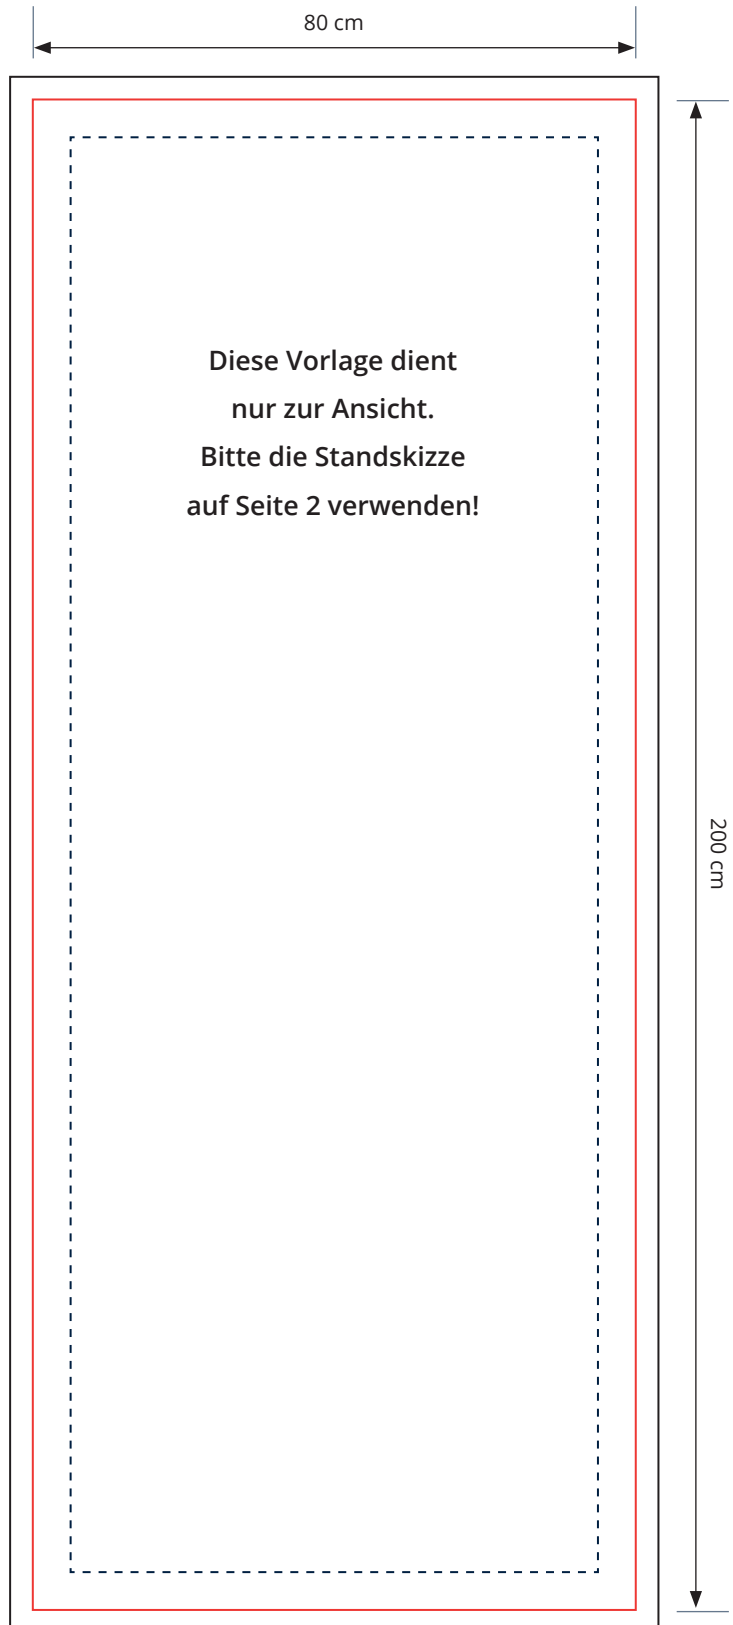 80 cm
Diese Vorlage dient
nur zur Ansicht.
Bitte die Standskizze
auf Seite 2 verwenden!
200 cm